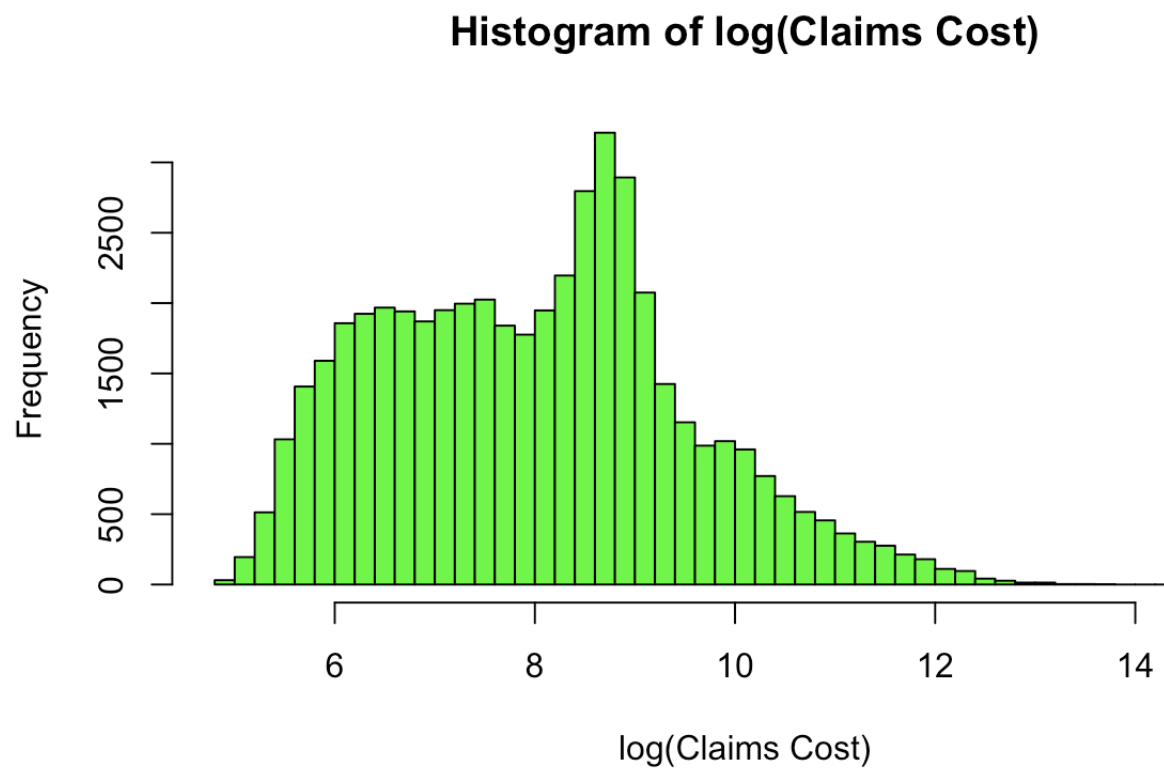 Histogram of log(Claims Cost)
Frequency
2500
1500
500
0
6 8 10 12 14
log(Claims Cost)